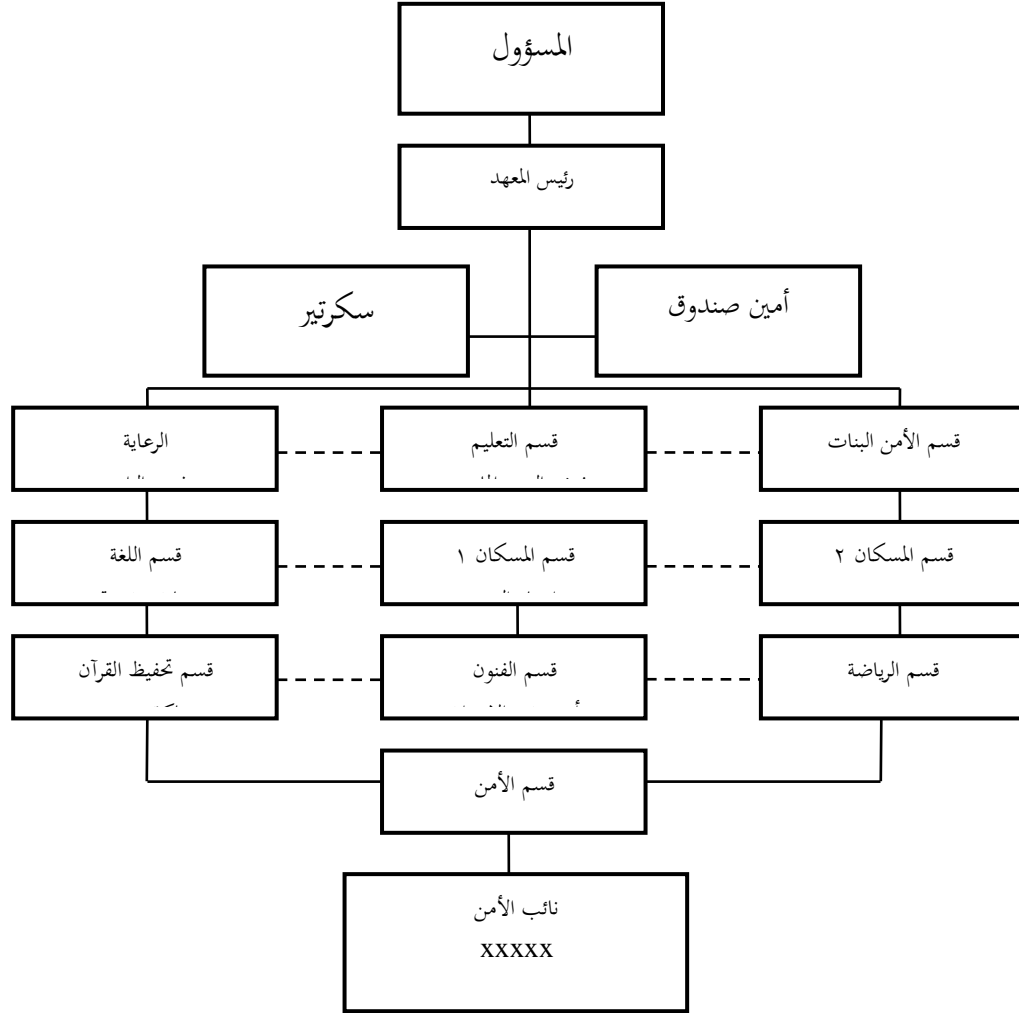 المسؤول
رئيس المعهد
أمين صندوق
سكرتير
قسم الأمن البنات
قسم التعليم
الرعاية
قسم المسكان ٢
قسم المسكان ١
قسم اللغة
قسم الرياضة
قسم الفنون
قسم تحفيظ القرآن
قسم الأمن
نائب الأمن
xxxxx